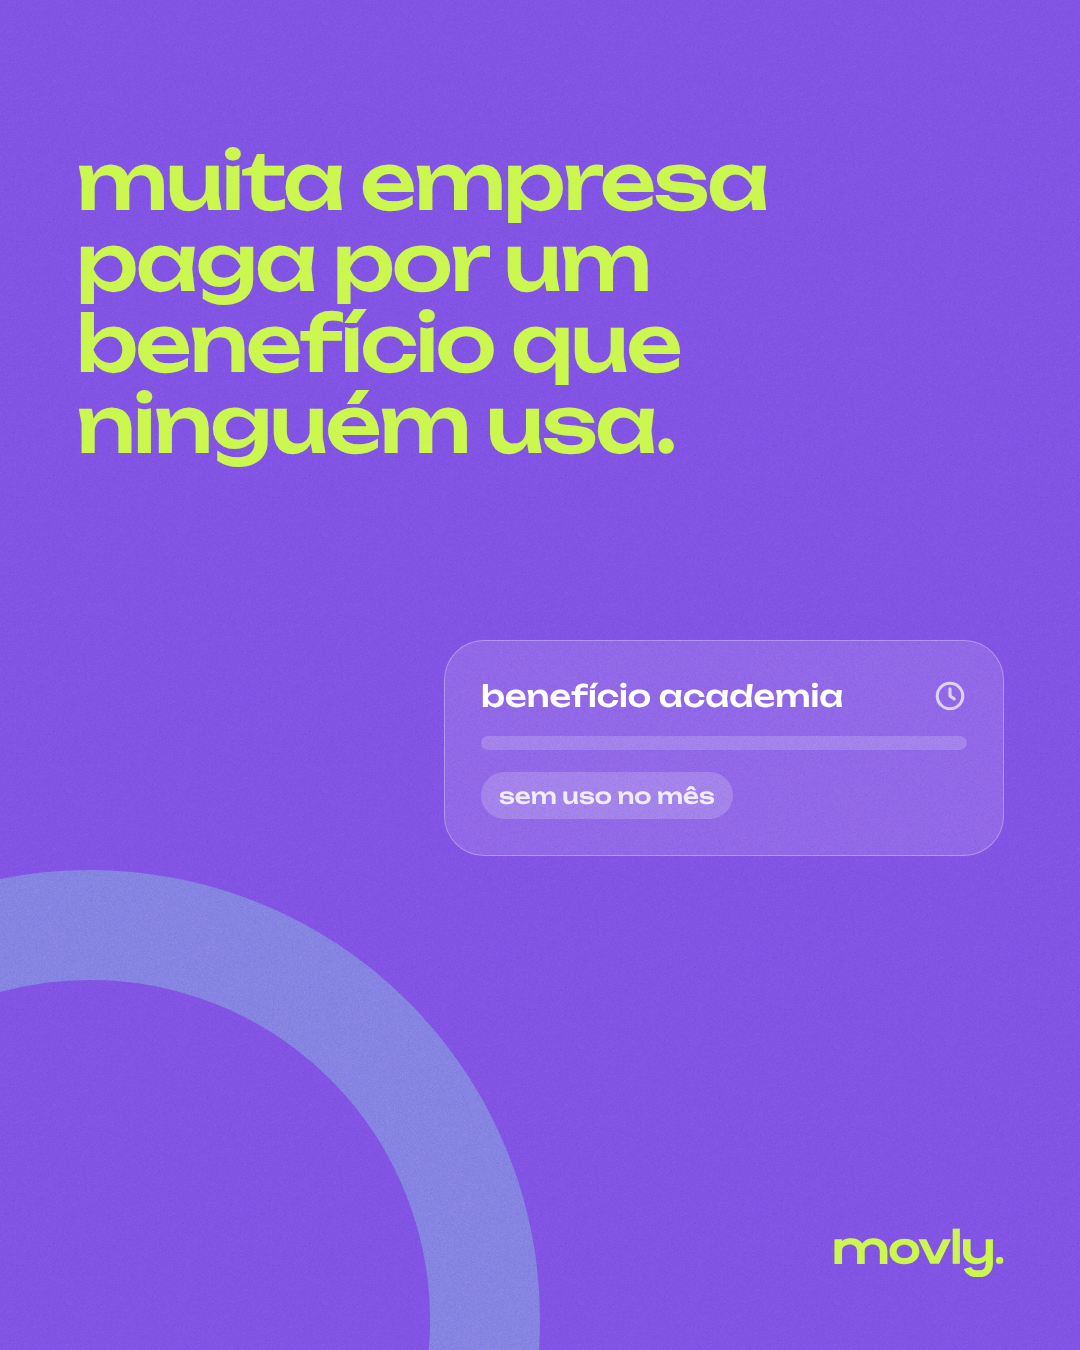 muita empresa
paga por um
benefício que
ninguém usa.
benefício academia
sem uso no mês
movly.